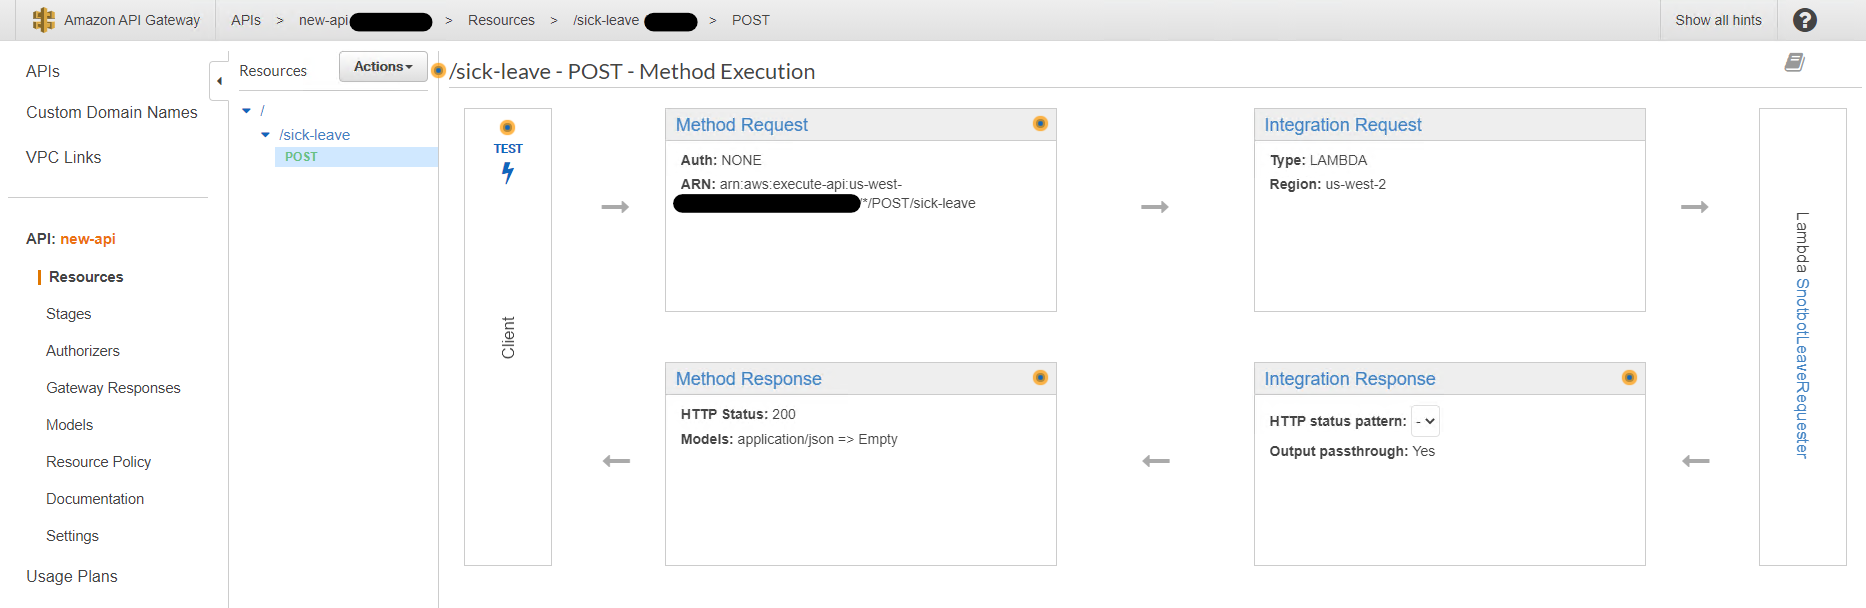 Amazon API Gateway
APIs > new-api > Resources > /sick-leave > POST
Show all hints
?
APIs
Custom Domain Names
VPC Links
API: new-api
Resources
Stages
Authorizers
Gateway Responses
Models
Resource Policy
Documentation
Settings
Usage Plans
Resources
Actions
/
/sick-leave
POST
/sick-leave - POST - Method Execution
TEST
Client
Method Request
Auth: NONE
ARN: arn:aws:execute-api:us-west-
/*/POST/sick-leave
Integration Request
Type: LAMBDA
Region: us-west-2
Lambda SnotbotLeaveRequester
Method Response
HTTP Status: 200
Models: application/json => Empty
Integration Response
HTTP status pattern: -
Output passthrough: Yes